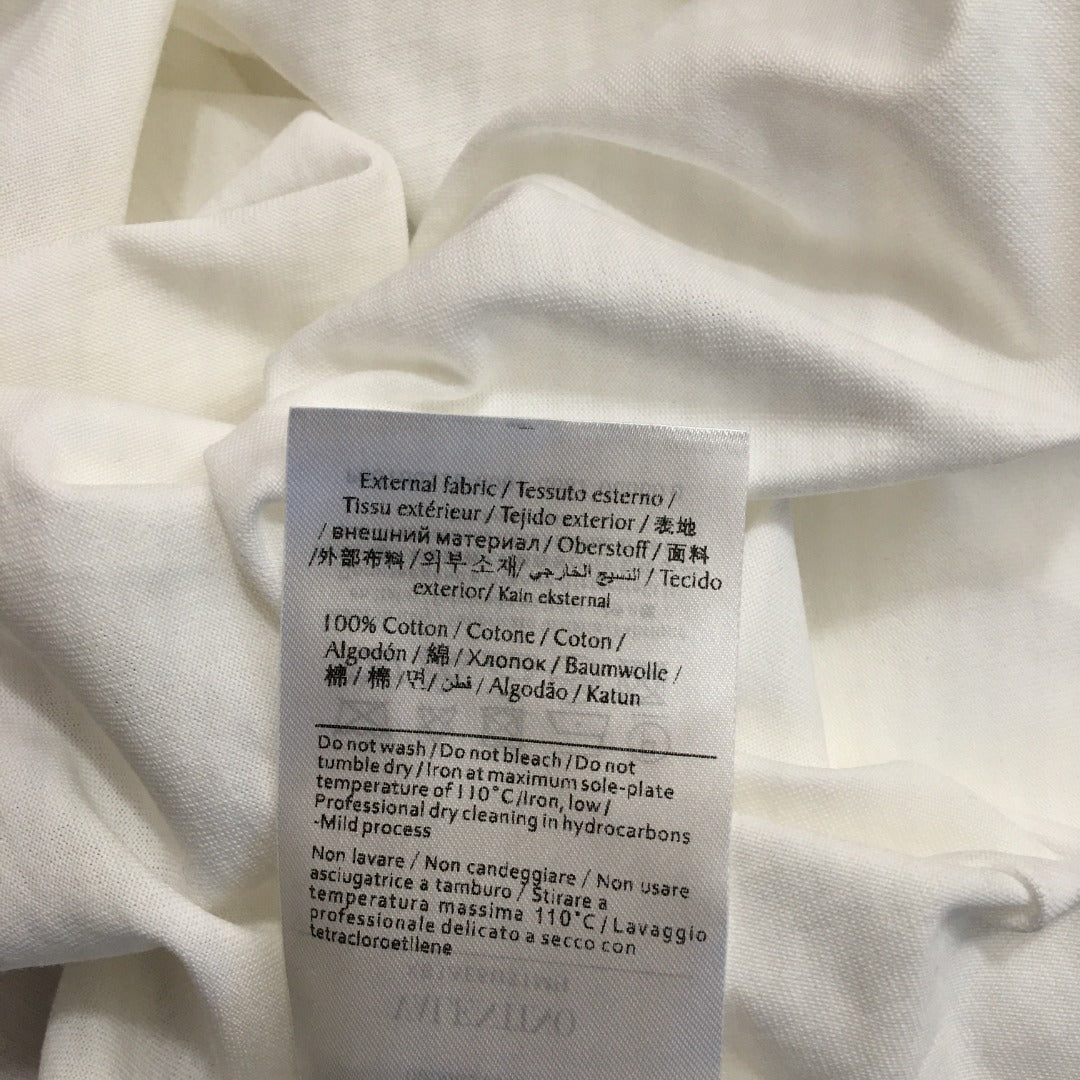 External fabric / Tessuto esterno /
Tissu extérieur / Tejido exterior / 表地
/ внешний материал / Oberstoff / 面料
/外部布料 /외부 소재/ النسيج الخارجي / Tecido
exterior/ Kain eksternal
100% Cotton / Cotone / Coton /
Algodón / 綿 / Хлопок / Baumwolle /
棉 / 棉 /면/ قطن / Algodão / Katun
Do not wash /Do not bleach /Do not
tumble dry / Iron at maximum sole-plate
temperature of 110°C /Iron, low /
Professional dry cleaning in hydrocarbons
-Mild process
Non lavare / Non candeggiare / Non usare
asciugatrice a tamburo / Stirare a
temperatura massima 110°C / Lavaggio
professionale delicato a secco con
tetracloroetilene